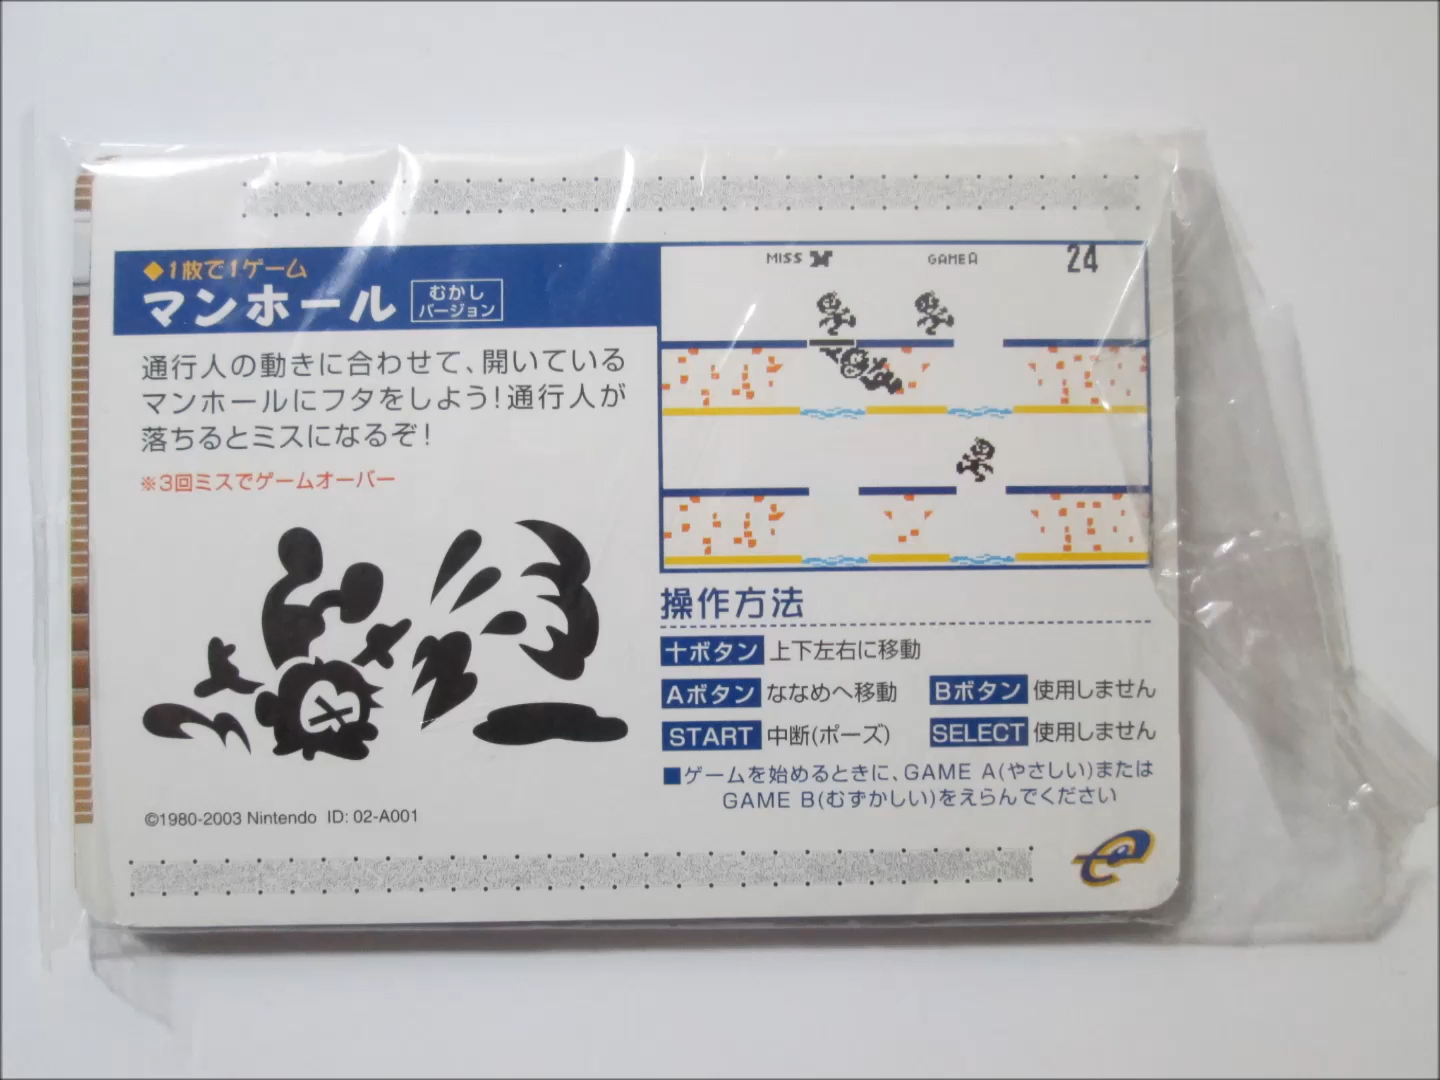 ◆1枚で1ゲーム
マンホール
むかし
バージョン
通行人の動きに合わせて、開いている
マンホールにフタをしよう!通行人が
落ちるとミスになるぞ!
※3回ミスでゲームオーバー
©1980-2003 Nintendo ID: 02-A001
MISS GAME A 24
操作方法
十ボタン 上下左右に移動
Aボタン ななめへ移動 Bボタン 使用しません
START 中断(ポーズ) SELECT 使用しません
■ゲームを始めるときに、GAME A(やさしい)または
GAME B(むずかしい)をえらんでください
e